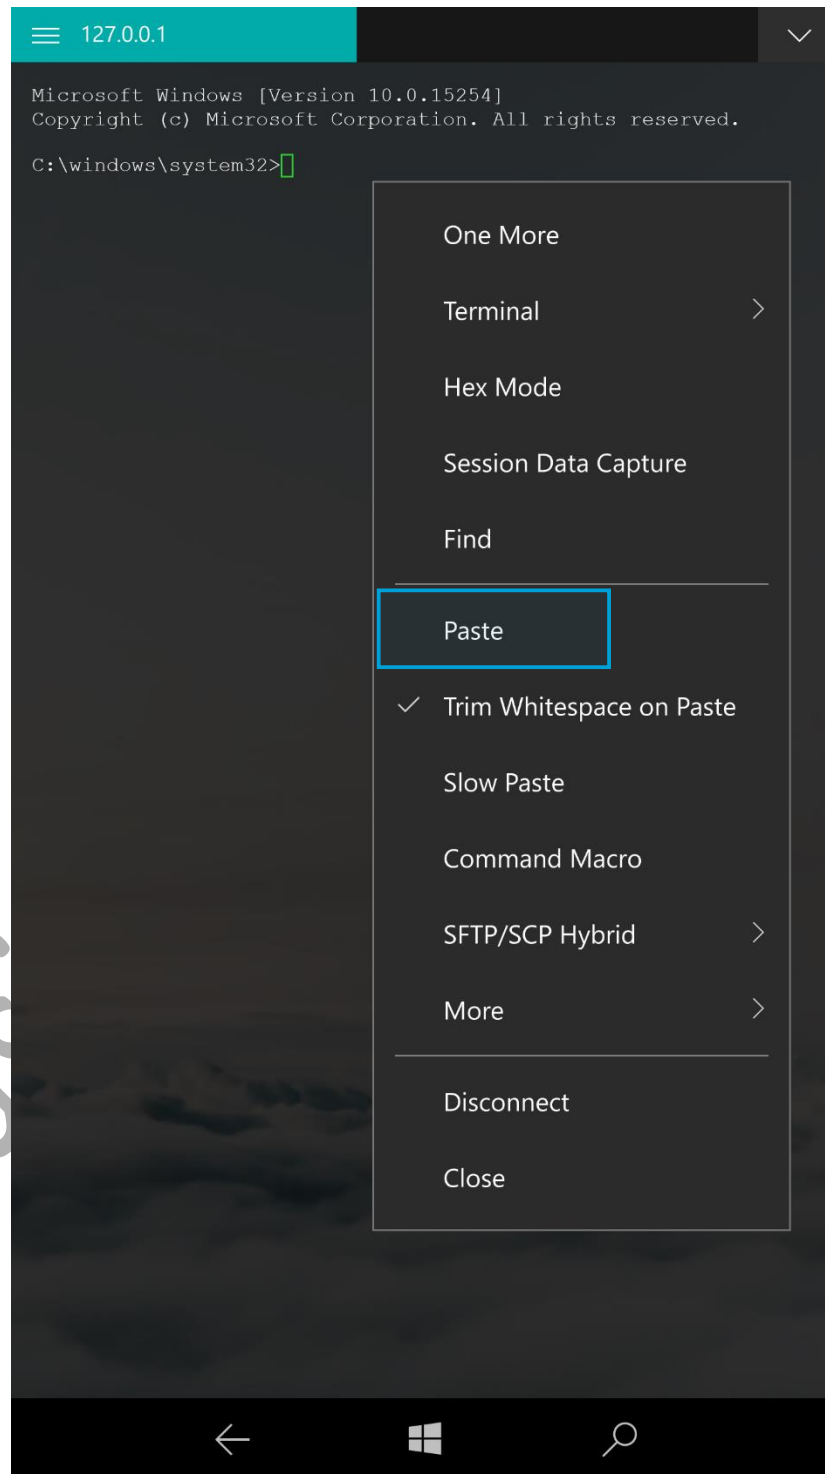 127.0.0.1
Microsoft Windows [Version 10.0.15254]
Copyright (c) Microsoft Corporation. All rights reserved.
C:\windows\system32>
One More
Terminal
Hex Mode
Session Data Capture
Find
Paste
Trim Whitespace on Paste
Slow Paste
Command Macro
SFTP/SCP Hybrid
More
Disconnect
Close